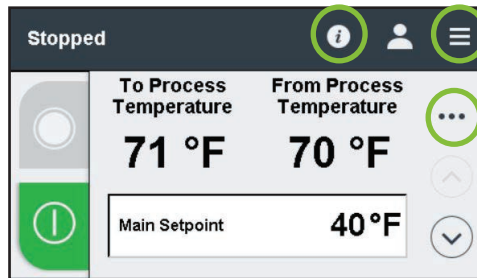 Stopped
To Process From Process
Temperature Temperature
71 °F 70 °F
Main Setpoint 40°F